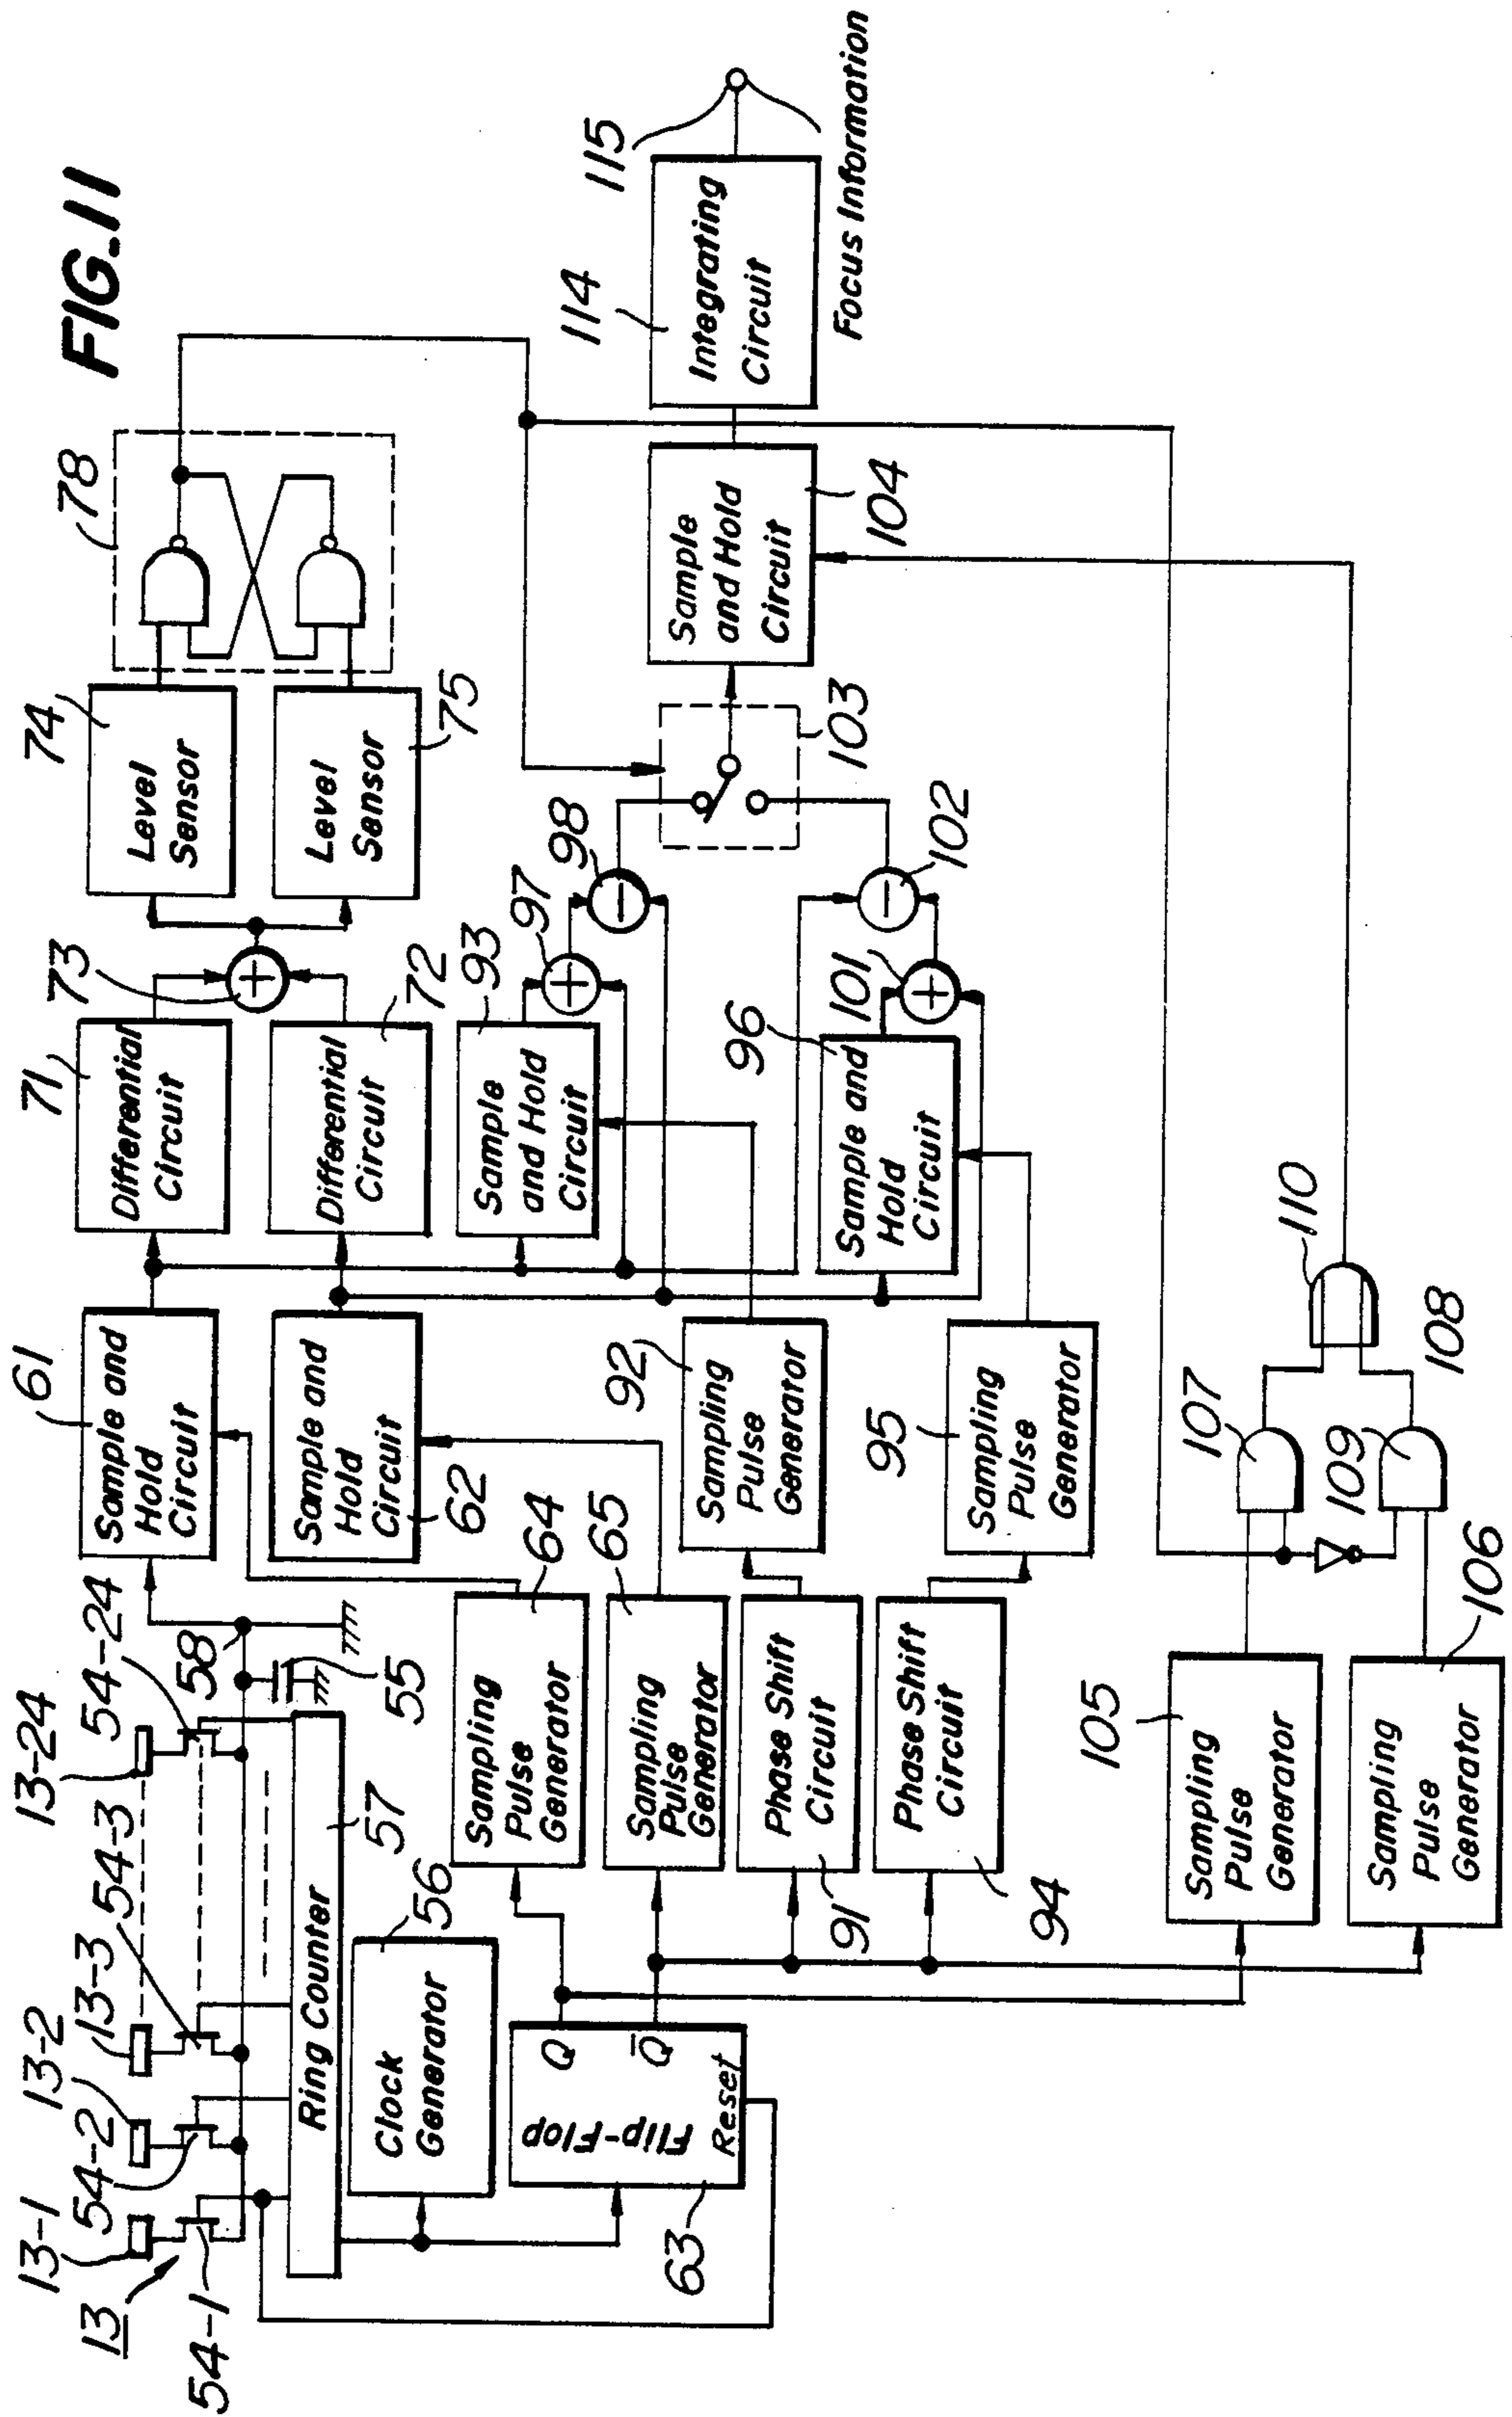 FIG.11
13
13-1
13-2
13-3
13-24
54-1
54-2
54-3
54-24
58
55
Ring Counter
57
Clock
Generator
56
Flip-Flop
Q
Q̅
Reset
63
Sample and
Hold
Circuit
61
Sample and
Hold
Circuit
62
Sampling
Pulse
Generator
64
Sampling
Pulse
Generator
65
Phase Shift
Circuit
91
Phase Shift
Circuit
94
Sampling
Pulse
Generator
92
Sampling
Pulse
Generator
95
Differential
Circuit
71
Differential
Circuit
72
73
+
Level
Sensor
74
Level
Sensor
75
78
Sample
and Hold
Circuit
93
97
+
98
−
Sample and
Hold
Circuit
96
101
+
102
−
103
Sample
and Hold
Circuit
104
Integrating
Circuit
114
115
Focus Information
Sampling
Pulse
Generator
105
Sampling
Pulse
Generator
106
107
109
108
110